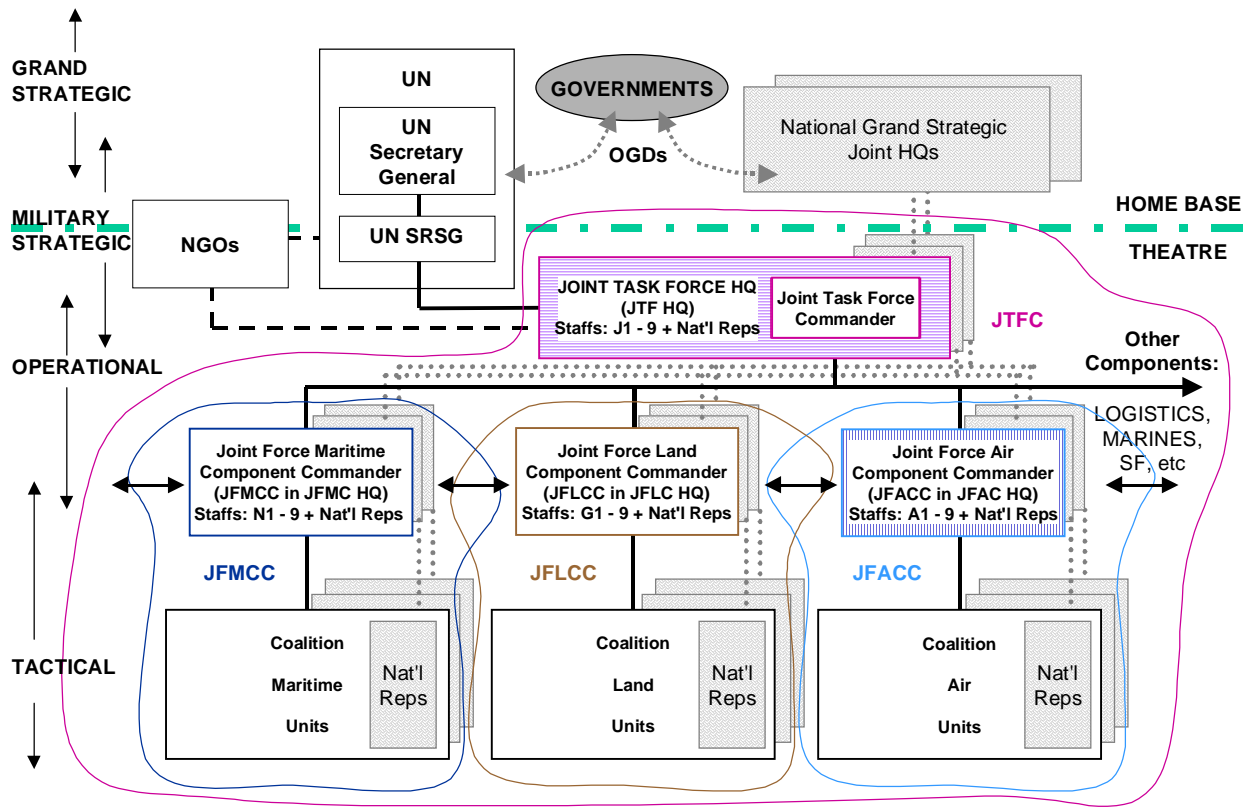 GRAND
STRATEGIC
UN
UN
Secretary
General
UN SRSG
GOVERNMENTS
OGDs
National Grand Strategic
Joint HQs
MILITARY
STRATEGIC
NGOs
HOME BASE
THEATRE
JOINT TASK FORCE HQ
(JTF HQ)
Staffs: J1 - 9 + Nat'l Reps
Joint Task Force
Commander
JTFC
OPERATIONAL
Other
Components:
LOGISTICS,
MARINES,
SF, etc
Joint Force Maritime
Component Commander
(JFMCC in JFMC HQ)
Staffs: N1 - 9 + Nat'l Reps
Joint Force Land
Component Commander
(JFLCC in JFLC HQ)
Staffs: G1 - 9 + Nat'l Reps
Joint Force Air
Component Commander
(JFACC in JFAC HQ)
Staffs: A1 - 9 + Nat'l Reps
JFMCC
JFLCC
JFACC
TACTICAL
Coalition
Maritime
Units
Nat'l
Reps
Coalition
Land
Units
Nat'l
Reps
Coalition
Air
Units
Nat'l
Reps